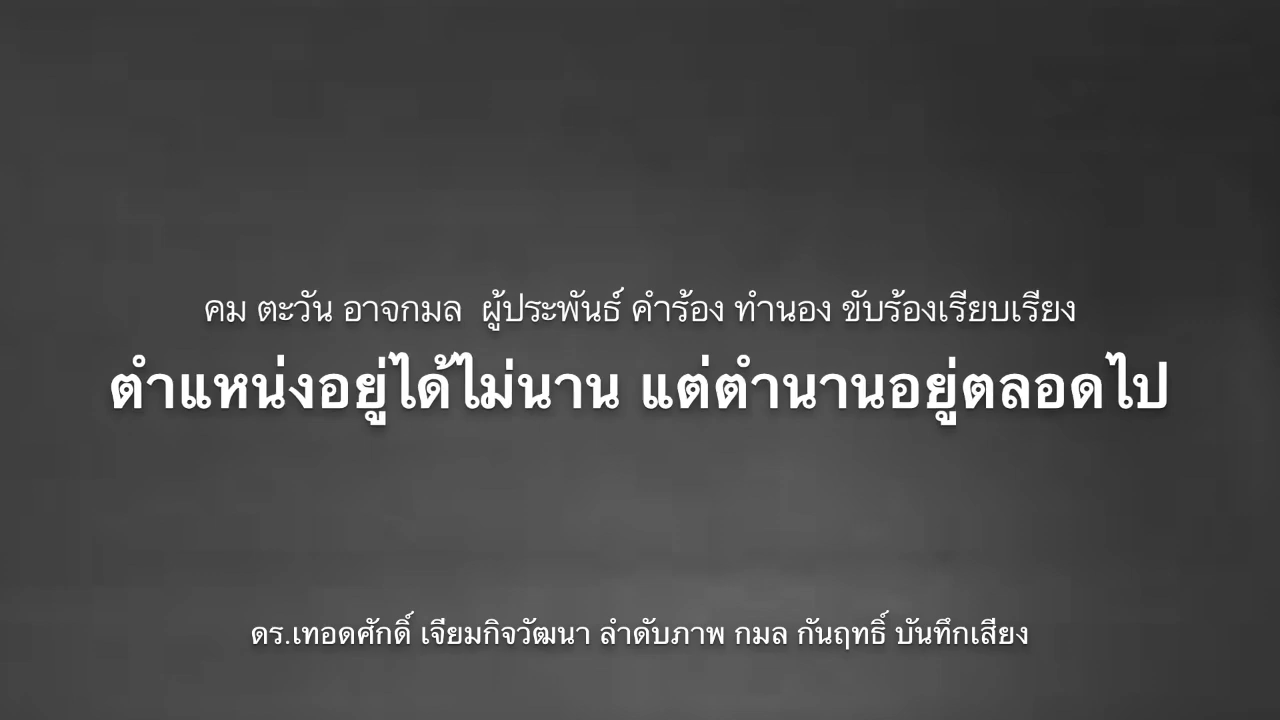 คม ตะวัน อาจกมล ผู้ประพันธ์ คำร้อง ทำนอง ขับร้องเรียบเรียง
ตำแหน่งอยู่ได้ไม่นาน แต่ตำนานอยู่ตลอดไป
ดร.เทอดศักดิ์ เจียมกิจวัฒนา ลำดับภาพ กมล กันฤทธิ์ บันทึกเสียง